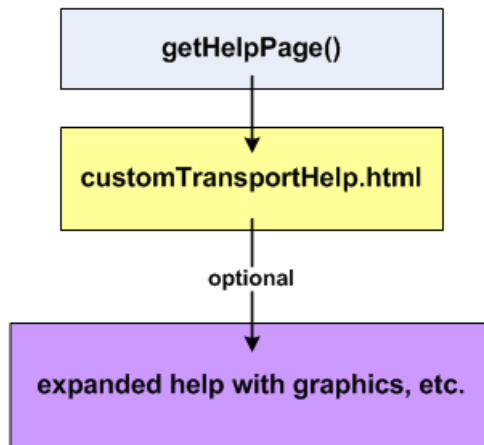 getHelpPage()
customTransportHelp.html
optional
expanded help with graphics, etc.